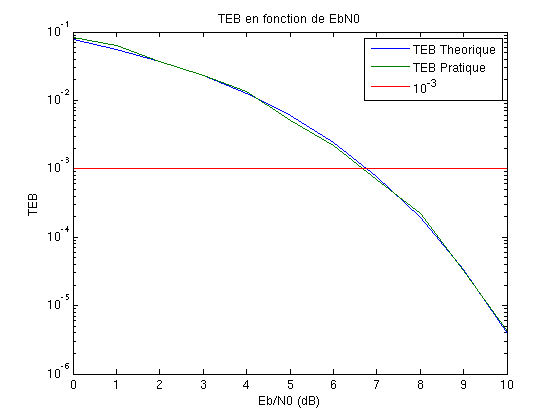 TEB en fonction de EbN0
10^-1
10^-2
10^-3
10^-4
10^-5
10^-6
TEB
TEB Theorique
TEB Pratique
10^-3
0 1 2 3 4 5 6 7 8 9 10
Eb/N0 (dB)